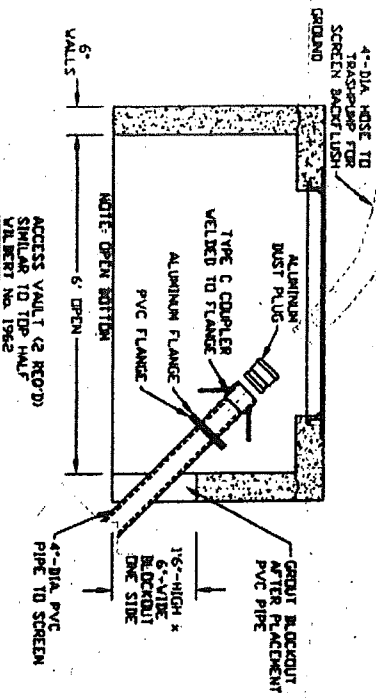 4"-DIA HOSE TO
TRASHPUMP FOR
SCREEN BACKFLUSH
GROUND
6"
WALLS
ALUMINUM
DUST PLUG
TYPE C COUPLER
WELDED TO FLANGE
ALUMINUM FLANGE
PVC FLANGE
NOTE: OPEN BOTTOM
6' OPEN
GROUT BLOCKOUT
AFTER PLACEMENT
PVC PIPE
16"-HIGH x
6"-WIDE
BLOCKOUT
ONE SIDE
4"-DIA PVC
PIPE TO SCREEN
ACCESS VAULT (2 REQ'D)
SIMILAR TO TOP HALF
WILBERT No. 1962